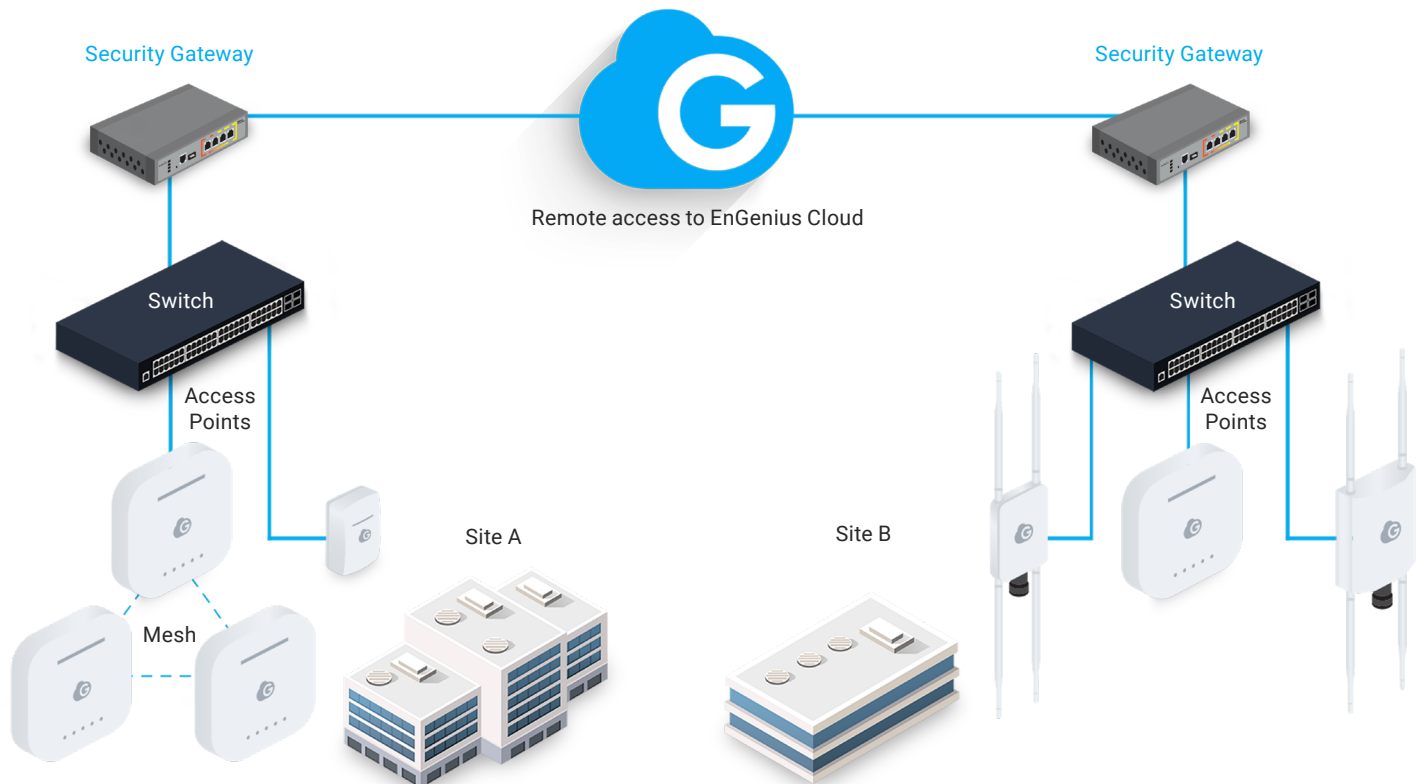 Security Gateway
Security Gateway
Remote access to EnGenius Cloud
Switch
Switch
Access
Points
Access
Points
Site A
Site B
Mesh